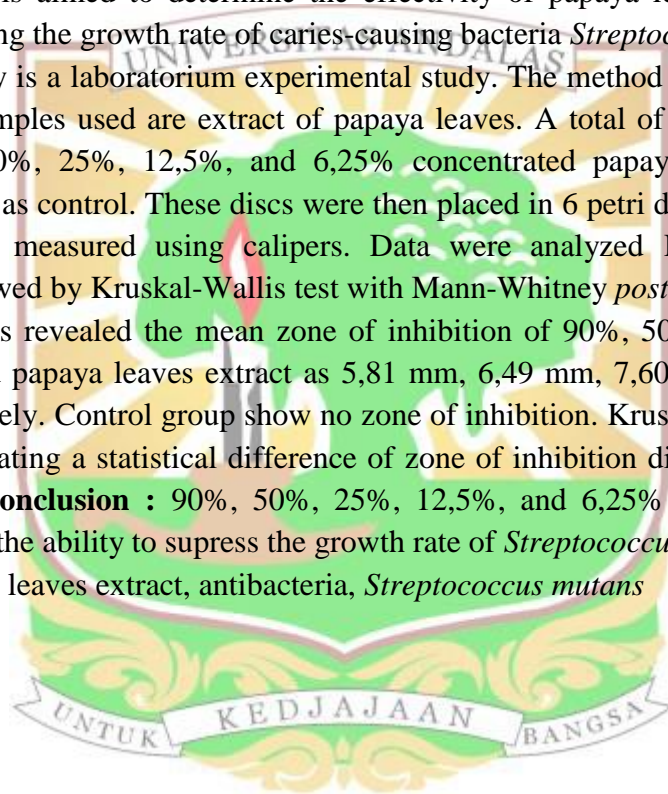 is aimed to determine the effectivity of papaya le
ng the growth rate of caries-causing bacteria Streptoc
UNIVERSITAS ANDALAS
y is a laboratorium experimental study. The method
mples used are extract of papaya leaves. A total of
0%, 25%, 12,5%, and 6,25% concentrated papay
as control. These discs were then placed in 6 petri d
measured using calipers. Data were analyzed
wed by Kruskal-Wallis test with Mann-Whitney post
s revealed the mean zone of inhibition of 90%, 50
papaya leaves extract as 5,81 mm, 6,49 mm, 7,60
ely. Control group show no zone of inhibition. Krus
ating a statistical difference of zone of inhibition di
onclusion : 90%, 50%, 25%, 12,5%, and 6,25%
the ability to supress the growth rate of Streptococcu
leaves extract, antibacteria, Streptococcus mutans
UNTUK KEDJAJAAN BANGSA